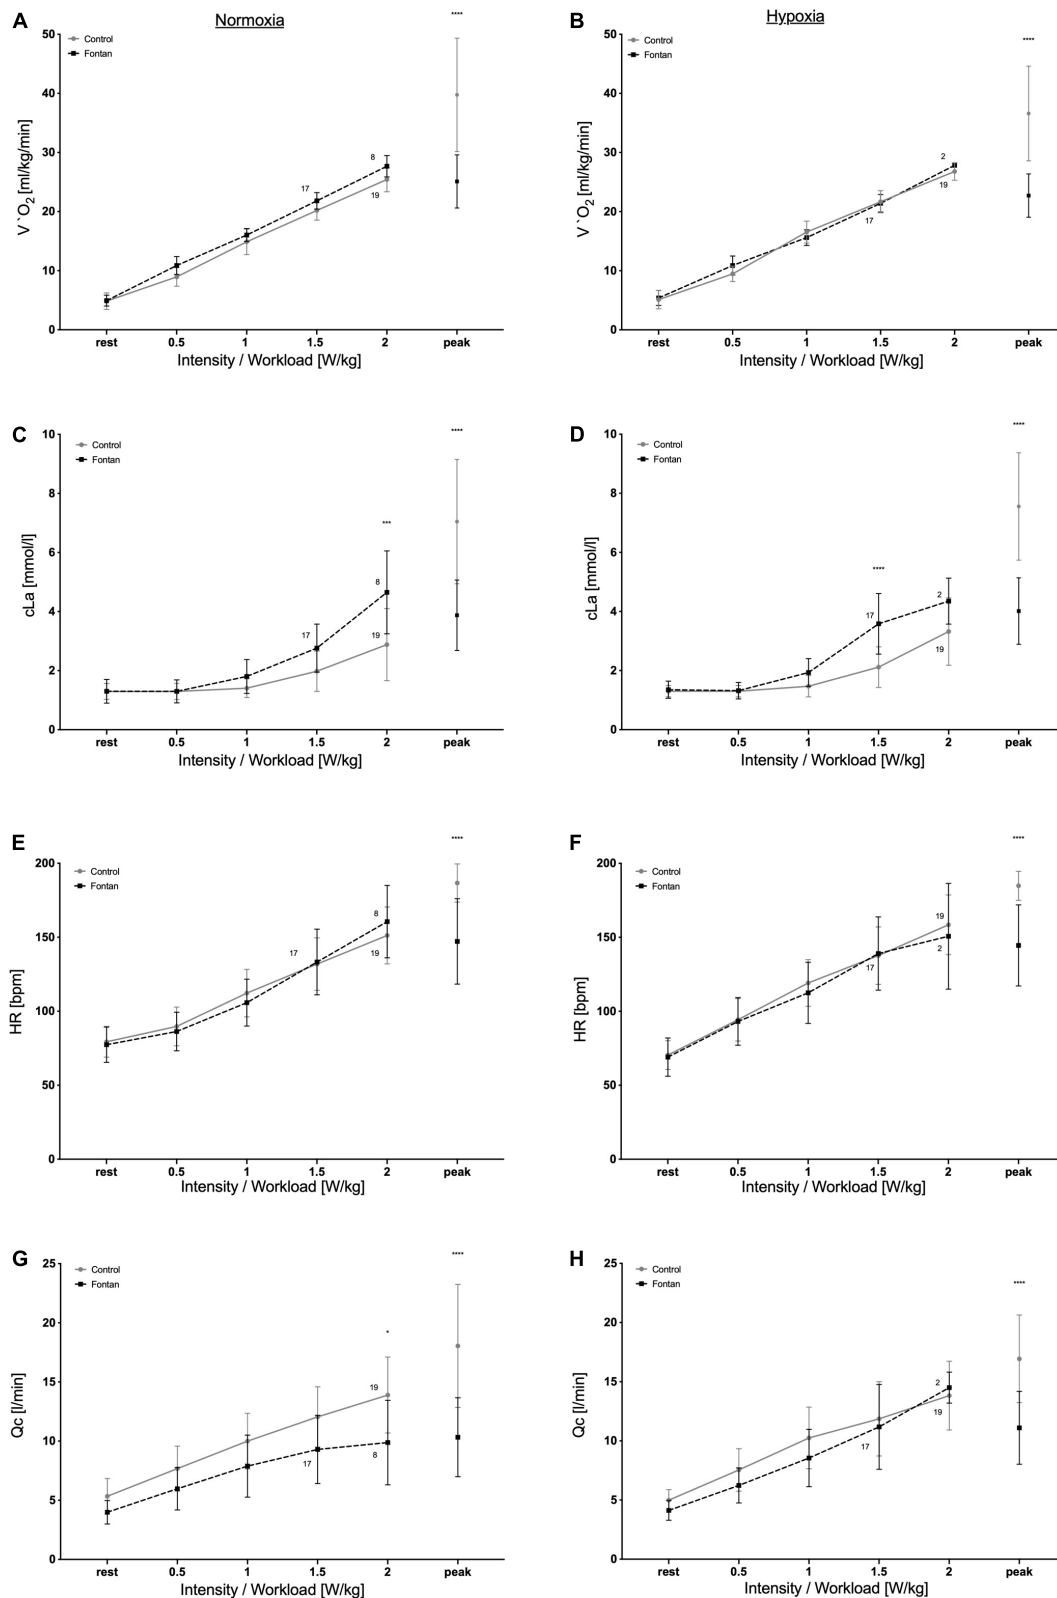 A
Normoxia
****
50
Control
Fontan
40
30
20
10
0
8
17
19
V`O2 [ml/kg/min]
rest 0.5 1 1.5 2 peak
Intensity / Workload [W/kg]
B
Hypoxia
****
50
Control
Fontan
40
30
20
10
0
2
19
17
V`O2 [ml/kg/min]
rest 0.5 1 1.5 2 peak
Intensity / Workload [W/kg]
C
****
10
Control
Fontan
8
6
4
2
0
***
8
17
19
cLa [mmol/l]
rest 0.5 1 1.5 2 peak
Intensity / Workload [W/kg]
D
****
10
Control
Fontan
8
6
4
2
0
****
2
17
19
cLa [mmol/l]
rest 0.5 1 1.5 2 peak
Intensity / Workload [W/kg]
E
****
200
Control
Fontan
150
100
50
0
8
17
19
HR [bpm]
rest 0.5 1 1.5 2 peak
Intensity / Workload [W/kg]
F
****
200
Control
Fontan
150
100
50
0
19
2
17
HR [bpm]
rest 0.5 1 1.5 2 peak
Intensity / Workload [W/kg]
G
****
25
Control
Fontan
20
15
10
5
0
*
19
17
8
Qc [l/min]
rest 0.5 1 1.5 2 peak
Intensity / Workload [W/kg]
H
****
25
Control
Fontan
20
15
10
5
0
2
19
17
Qc [l/min]
rest 0.5 1 1.5 2 peak
Intensity / Workload [W/kg]